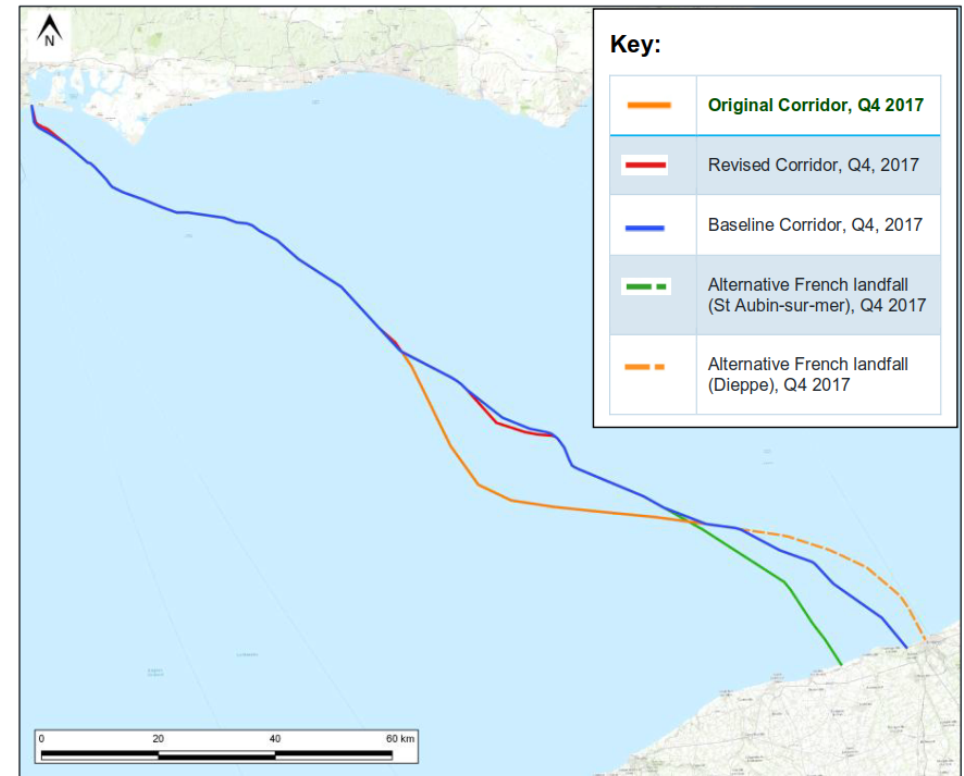 N
Key:
Original Corridor, Q4 2017
Revised Corridor, Q4, 2017
Baseline Corridor, Q4, 2017
Alternative French landfall
(St Aubin-sur-mer), Q4 2017
Alternative French landfall
(Dieppe), Q4 2017
0 20 40 60 km